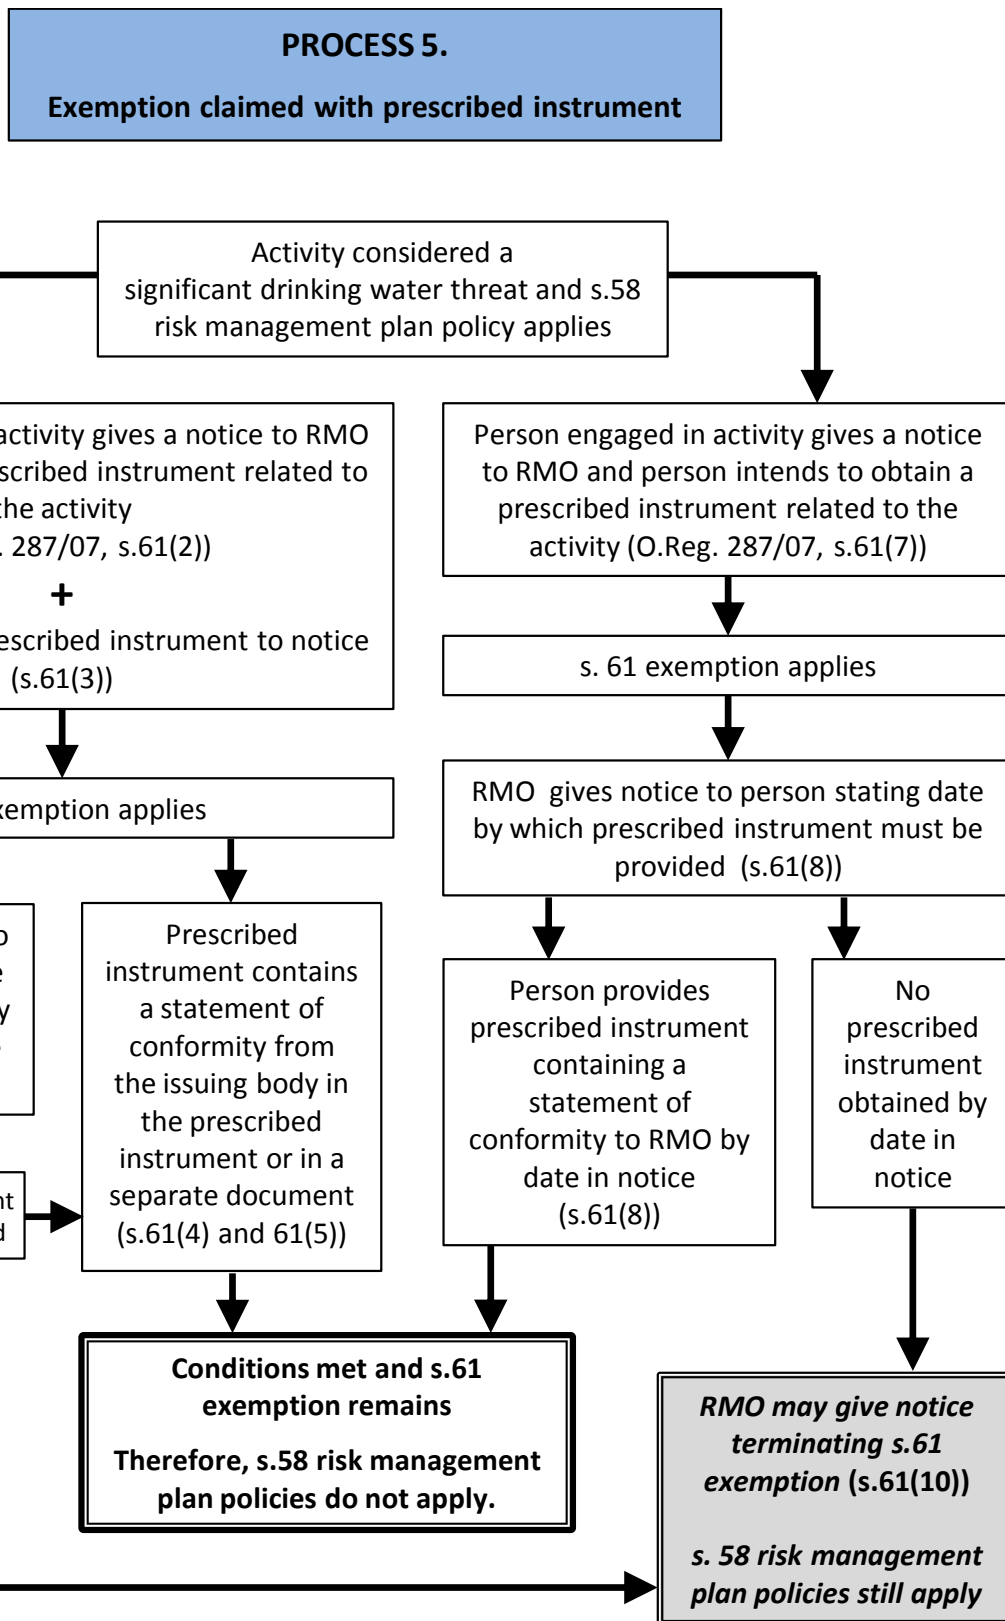 PROCESS 5.
Exemption claimed with prescribed instrument
Activity considered a
significant drinking water threat and s.58
risk management plan policy applies
activity gives a notice to RMO
instrument related to
activity
287/07, s.61(2))
+
instrument to notice
(s.61(3))
applies
Person engaged in activity gives a notice
to RMO and person intends to obtain a
prescribed instrument related to the
activity (O.Reg. 287/07, s.61(7))
s. 61 exemption applies
RMO gives notice to person stating date
by which prescribed instrument must be
provided (s.61(8))
Prescribed
instrument contains
a statement of
conformity from
the issuing body in
the prescribed
instrument or in a
separate document
(s.61(4) and 61(5))
Person provides
prescribed instrument
containing a
statement of
conformity to RMO by
date in notice
(s.61(8))
No
prescribed
instrument
obtained by
date in
notice
Conditions met and s.61
exemption remains
Therefore, s.58 risk management
plan policies do not apply.
RMO may give notice
terminating s.61
exemption (s.61(10))
s. 58 risk management
plan policies still apply